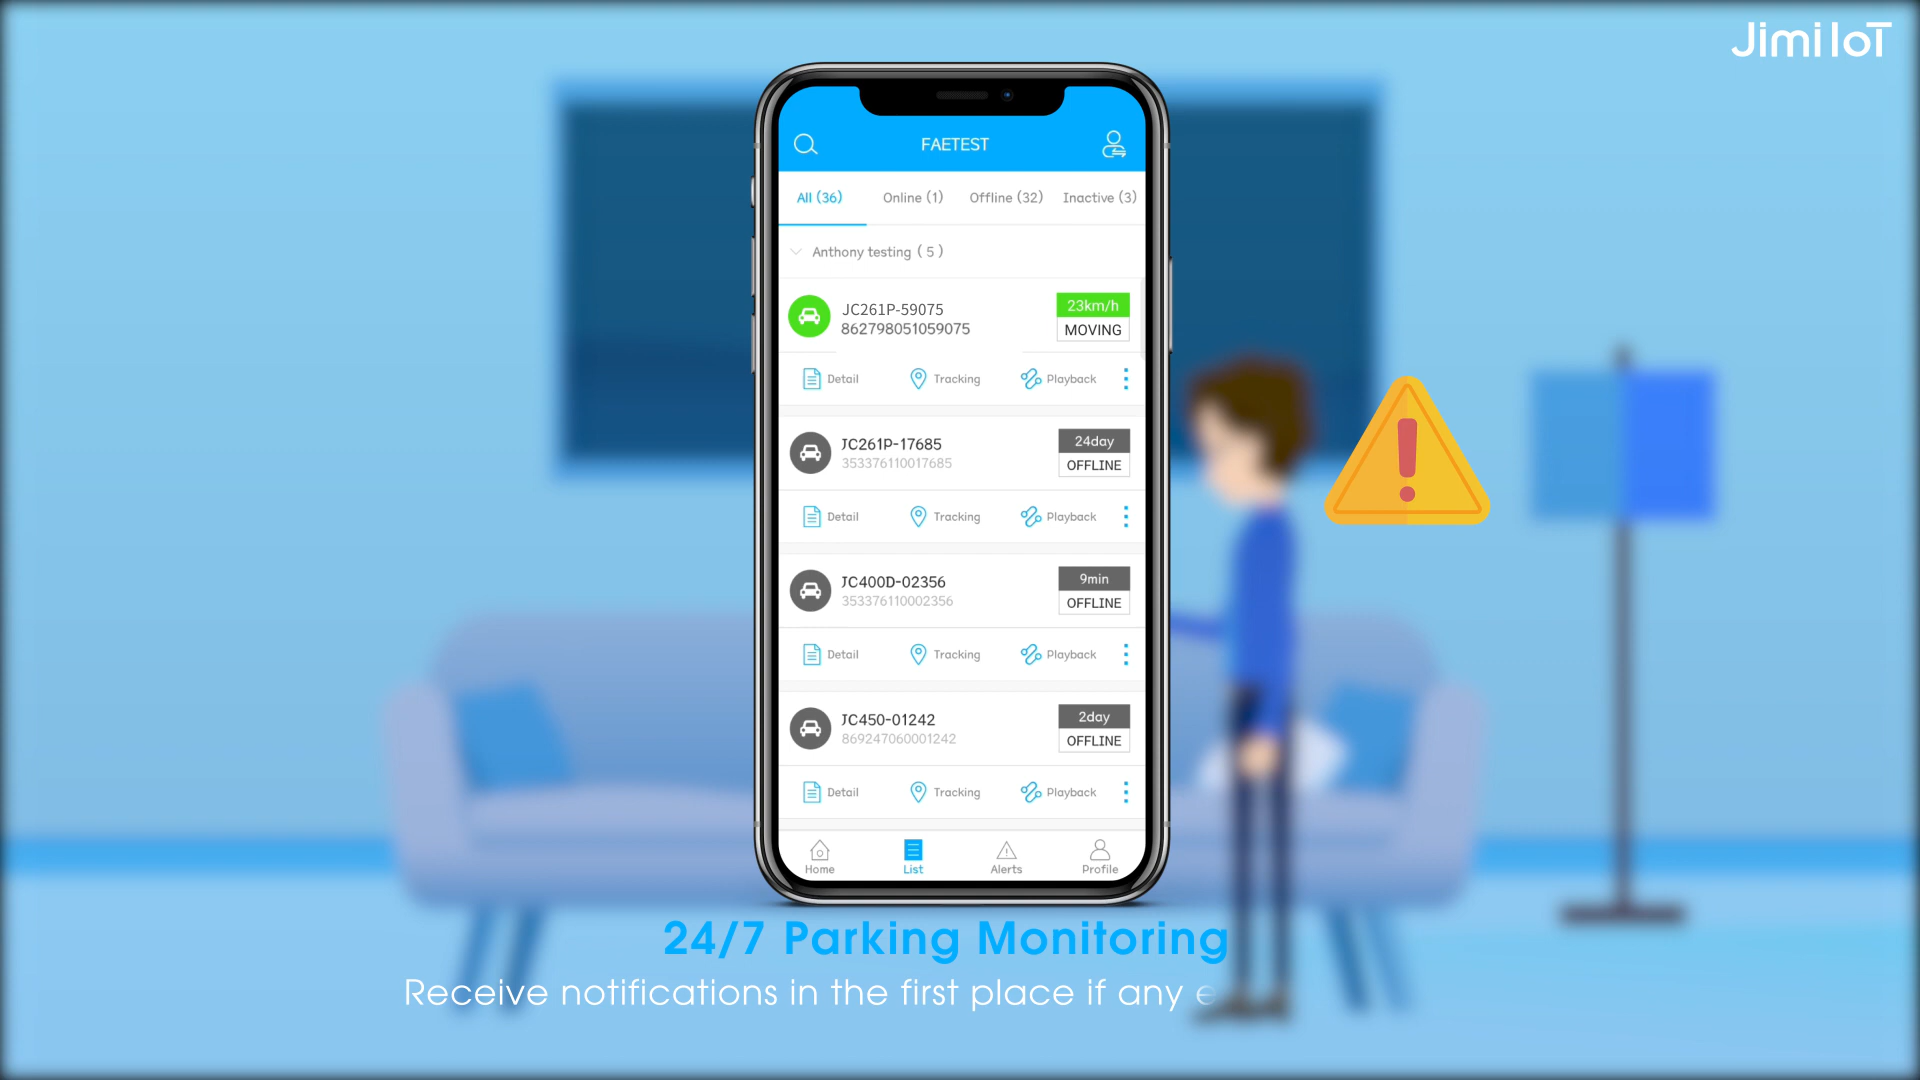 Jimi IoT
FAETEST
All (36) Online (1) Offline (32) Inactive (3)
Anthony testing ( 5 )
JC261P-59075
862798051059075
23km/h
MOVING
Detail Tracking Playback
JC261P-17685
353376110017685
24day
OFFLINE
Detail Tracking Playback
JC400D-02356
353376110002356
9min
OFFLINE
Detail Tracking Playback
JC450-01242
869247060001242
2day
OFFLINE
Detail Tracking Playback
Home List Alerts Profile
24/7 Parking Monitoring
Receive notifications in the first place if any e